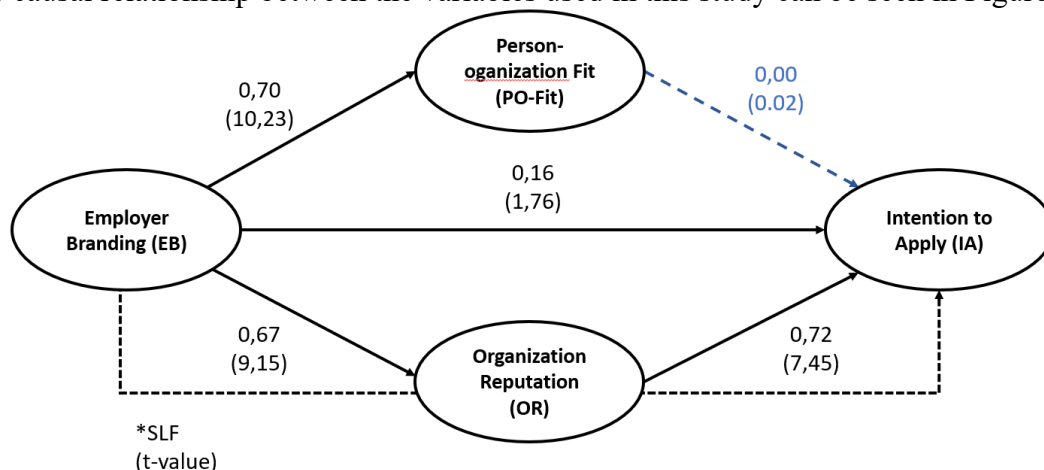 causal relationship between the variables used in this study can be seen in Figure
Person-
oganization Fit
(PO-Fit)
0,70
(10,23)
0,00
(0.02)
0,16
(1,76)
Employer
Branding (EB)
Intention to
Apply (IA)
0,67
(9,15)
Organization
Reputation
(OR)
0,72
(7,45)
*SLF
(t-value)